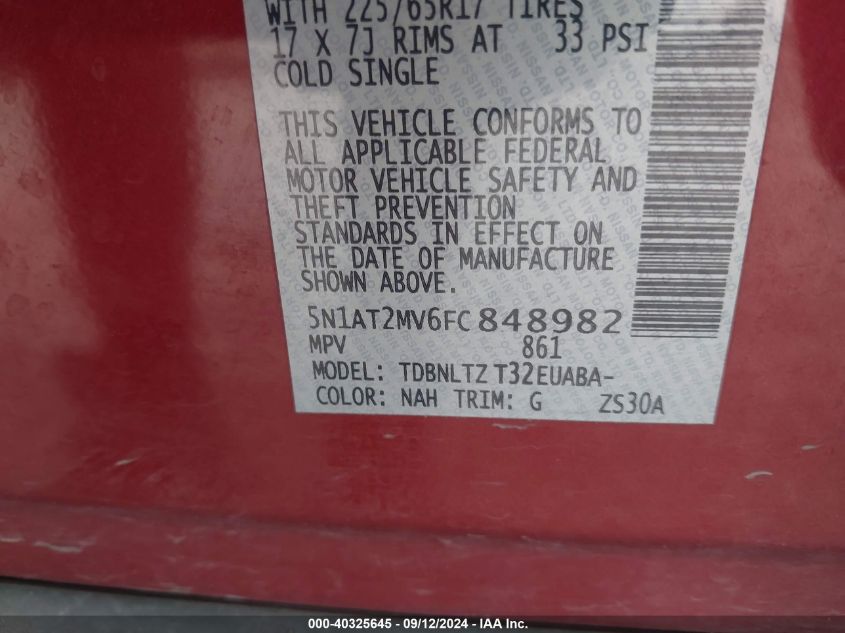 WITH 225/65R17 TIRES
17 X 7J RIMS AT 33 PSI
COLD SINGLE
THIS VEHICLE CONFORMS TO
ALL APPLICABLE FEDERAL
MOTOR VEHICLE SAFETY AND
THEFT PREVENTION
STANDARDS IN EFFECT ON
THE DATE OF MANUFACTURE
SHOWN ABOVE.
5N1AT2MV6FC848982
MPV 861
MODEL: TDBNLTZ T32EUABA-
COLOR: NAH TRIM: G ZS30A
000-40325645 - 09/12/2024 - IAAI.COM